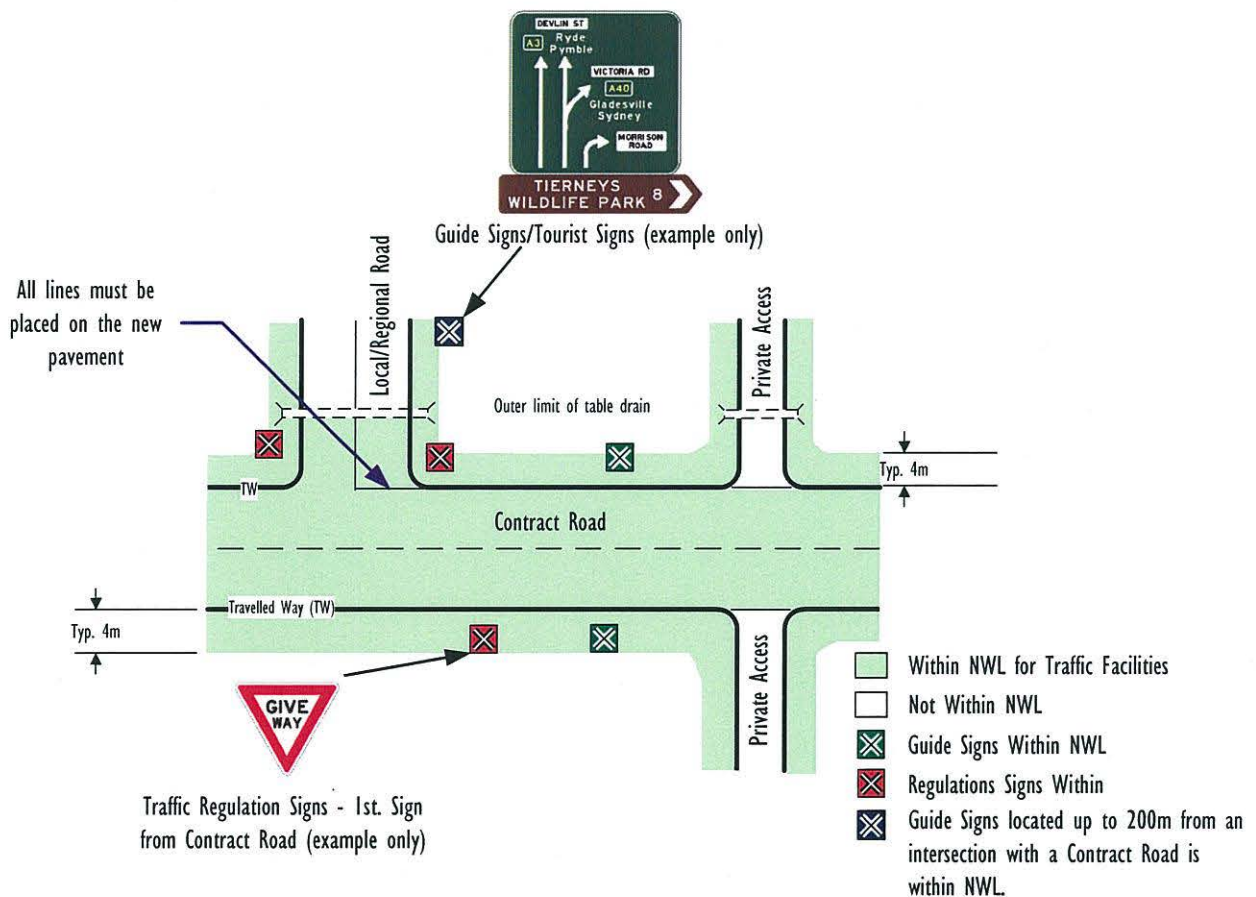 DEVLIN ST
A3 Ryde
Pymble
VICTORIA RD
A40
Gladesville
Sydney
MORRISON
ROAD
TIERNEYS
WILDLIFE PARK 8
Guide Signs/Tourist Signs (example only)
All lines must be
placed on the new
pavement
Local/Regional Road
Private Access
Outer limit of table drain
Typ. 4m
TW
Contract Road
Travelled Way (TW)
Typ. 4m
GIVE
WAY
Private Access
Traffic Regulation Signs - 1st. Sign
from Contract Road (example only)
Within NWL for Traffic Facilities
Not Within NWL
Guide Signs Within NWL
Regulations Signs Within
Guide Signs located up to 200m from an
intersection with a Contract Road is
within NWL.